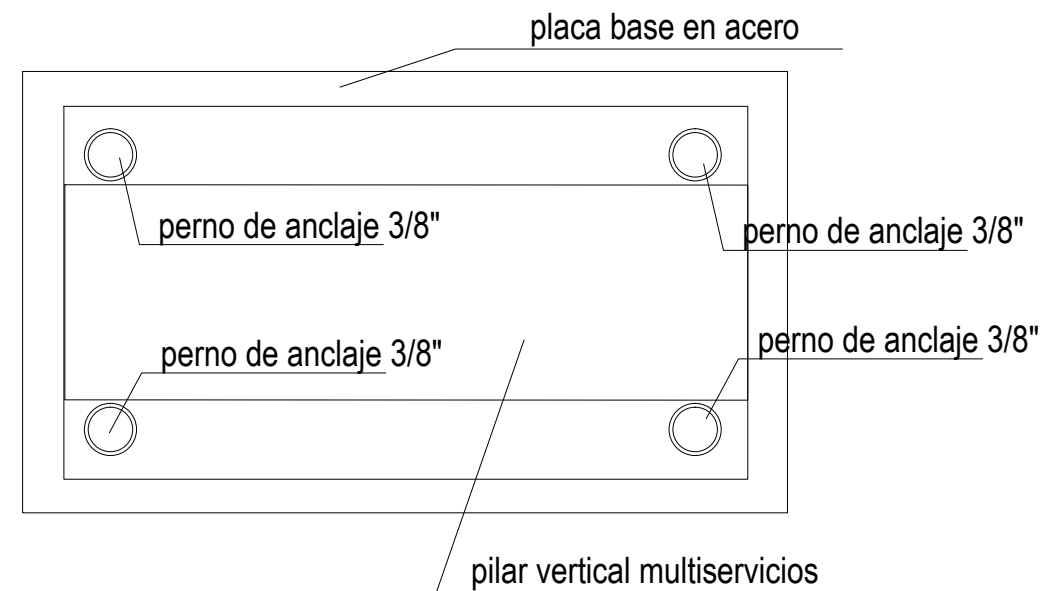 placa base en acero
perno de anclaje 3/8"
perno de anclaje 3/8"
perno de anclaje 3/8"
perno de anclaje 3/8"
pilar vertical multiservicios